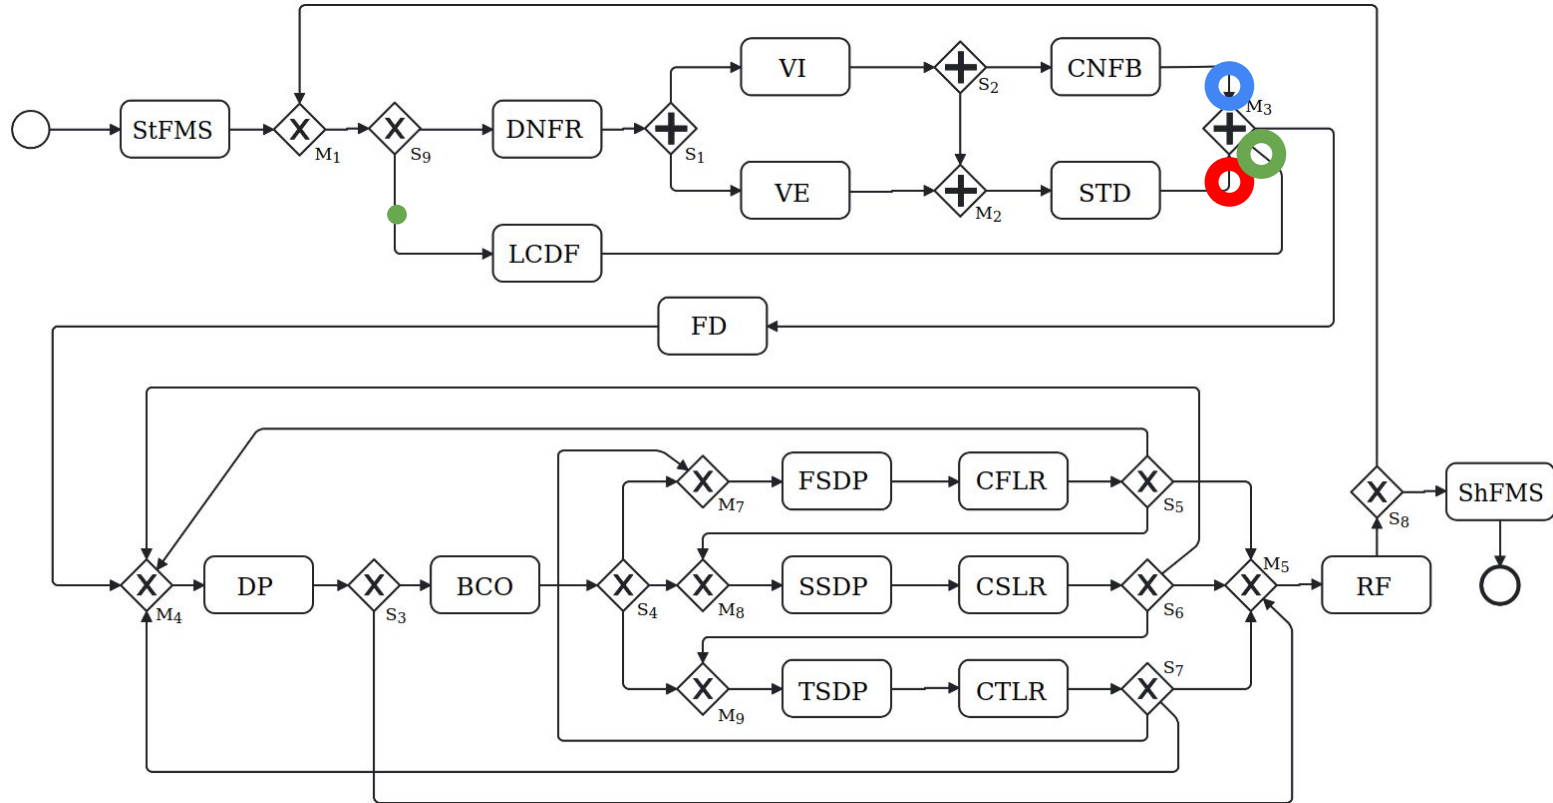 VI
CNFB
S2
StFMS
DNFR
M3
M1
S9
S1
VE
STD
M2
LCDF
FD
FSDP
CFLR
M7
S5
ShFMS
S8
DP
BCO
SSDP
CSLR
M5
RF
M4
S3
S4
M8
S6
TSDP
CTLR
S7
M9